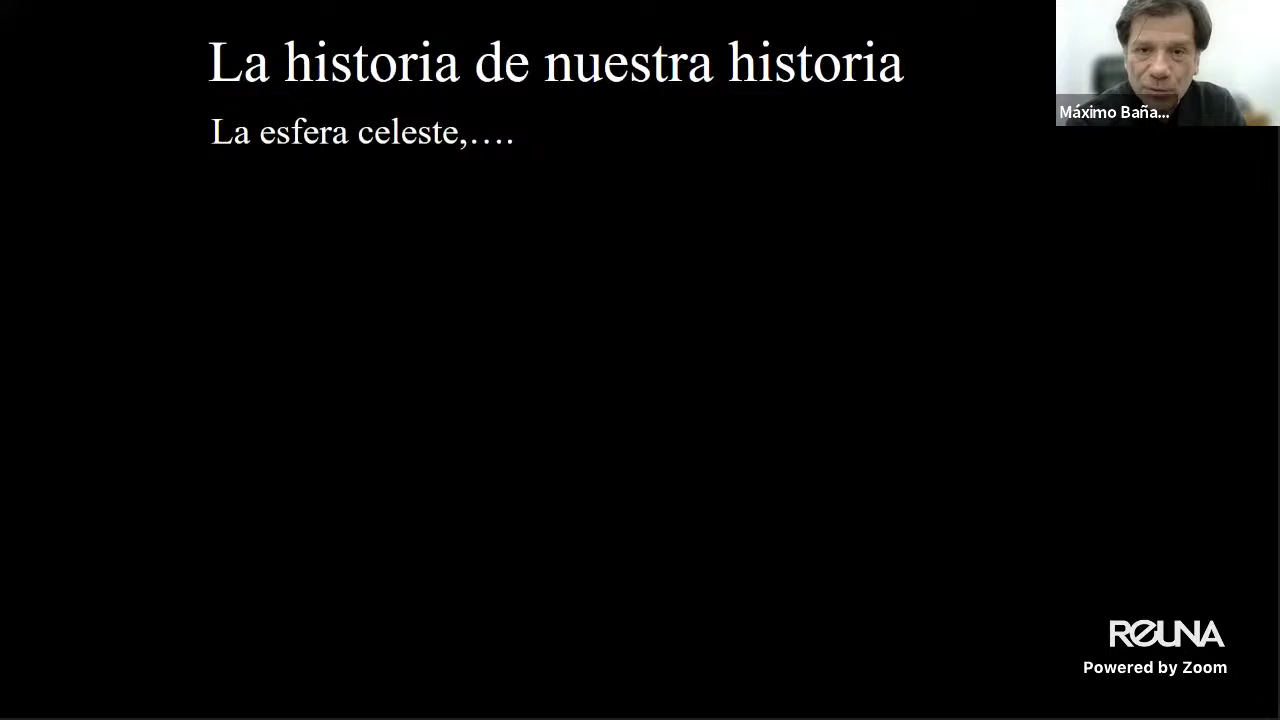 La historia de nuestra historia
La esfera celeste,….
Máximo Baña...
REUNA
Powered by Zoom